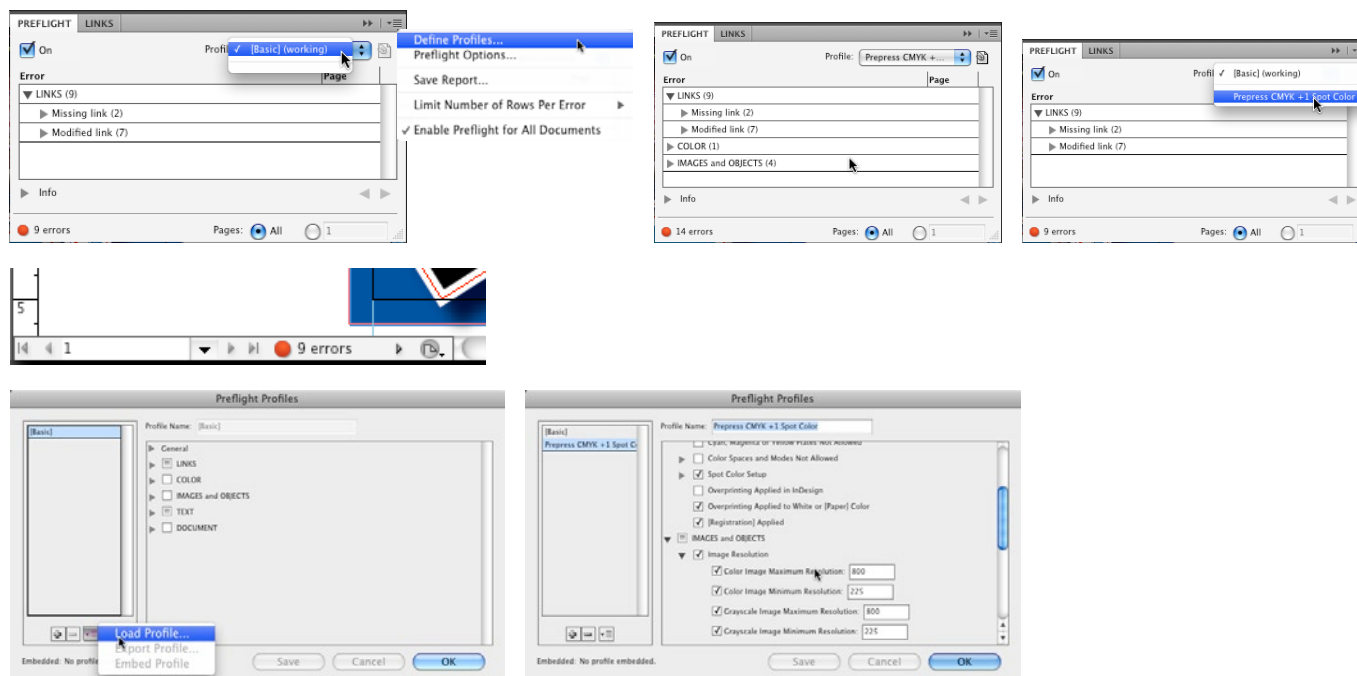 PREFLIGHT LINKS
On
Profil ✓ [Basic] (working)
Error Page
LINKS (9)
Missing link (2)
Modified link (7)
Info
9 errors Pages: All 1
Define Profiles...
Preflight Options...
Save Report...
Limit Number of Rows Per Error
✓ Enable Preflight for All Documents
PREFLIGHT LINKS
On Profile: Prepress CMYK +...
Error Page
LINKS (9)
Missing link (2)
Modified link (7)
COLOR (1)
IMAGES and OBJECTS (4)
Info
14 errors Pages: All 1
PREFLIGHT LINKS
On Profil ✓ [Basic] (working)
Prepress CMYK +1 Spot Color
Error
LINKS (9)
Missing link (2)
Modified link (7)
Info
9 errors Pages: All 1
5
1 9 errors
Preflight Profiles
[Basic]
Profile Name: [Basic]
General
LINKS
COLOR
IMAGES and OBJECTS
TEXT
DOCUMENT
Load Profile...
Export Profile...
Embed Profile
Embedded: No profile
Save Cancel OK
Preflight Profiles
[Basic]
Prepress CMYK +1 Spot C
Profile Name: Prepress CMYK +1 Spot Color
Cyan, Magenta or Yellow Plates Not Allowed
Color Spaces and Modes Not Allowed
Spot Color Setup
Overprinting Applied in InDesign
Overprinting Applied to White or [Paper] Color
[Registration] Applied
IMAGES and OBJECTS
Image Resolution
Color Image Maximum Resolution: 800
Color Image Minimum Resolution: 225
Grayscale Image Maximum Resolution: 800
Grayscale Image Minimum Resolution: 225
Embedded: No profile embedded.
Save Cancel OK